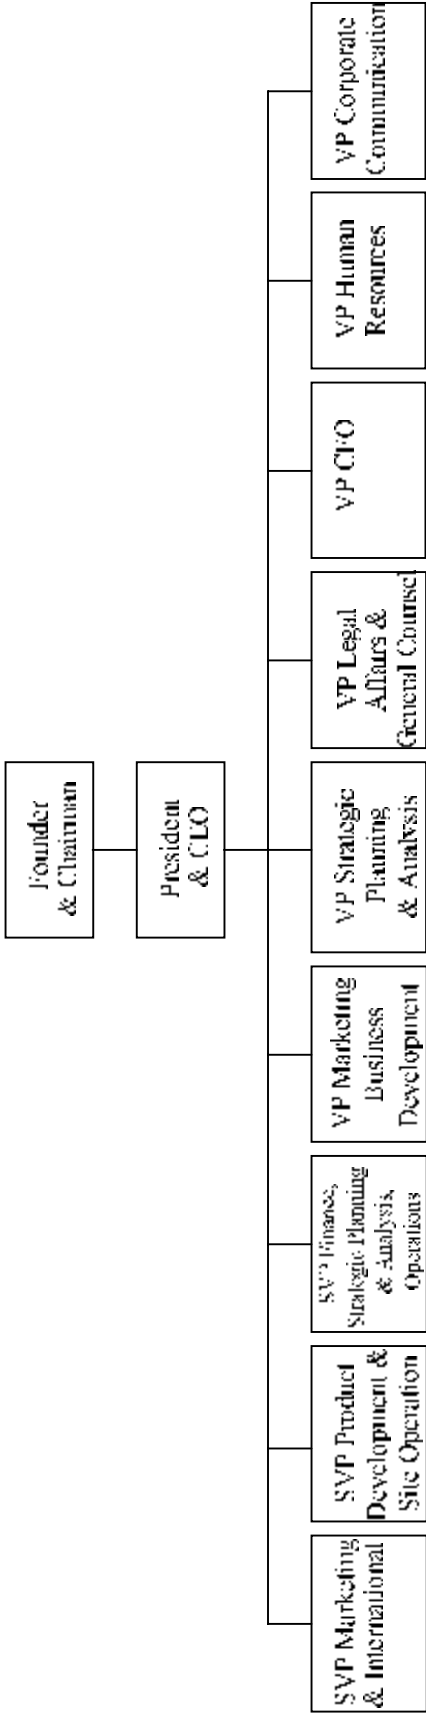 Founder
& Chairman
President
& CEO
SVP Marketing
& International
SVP Product
Development &
Site Operation
SVP Finance,
Strategic Planning
& Analysis,
Operations
VP Marketing
Business
Development
VP Strategic
Planning
& Analysis
VP Legal
Affairs &
General Counsel
VP CFO
VP Human
Resources
VP Corporate
Communication